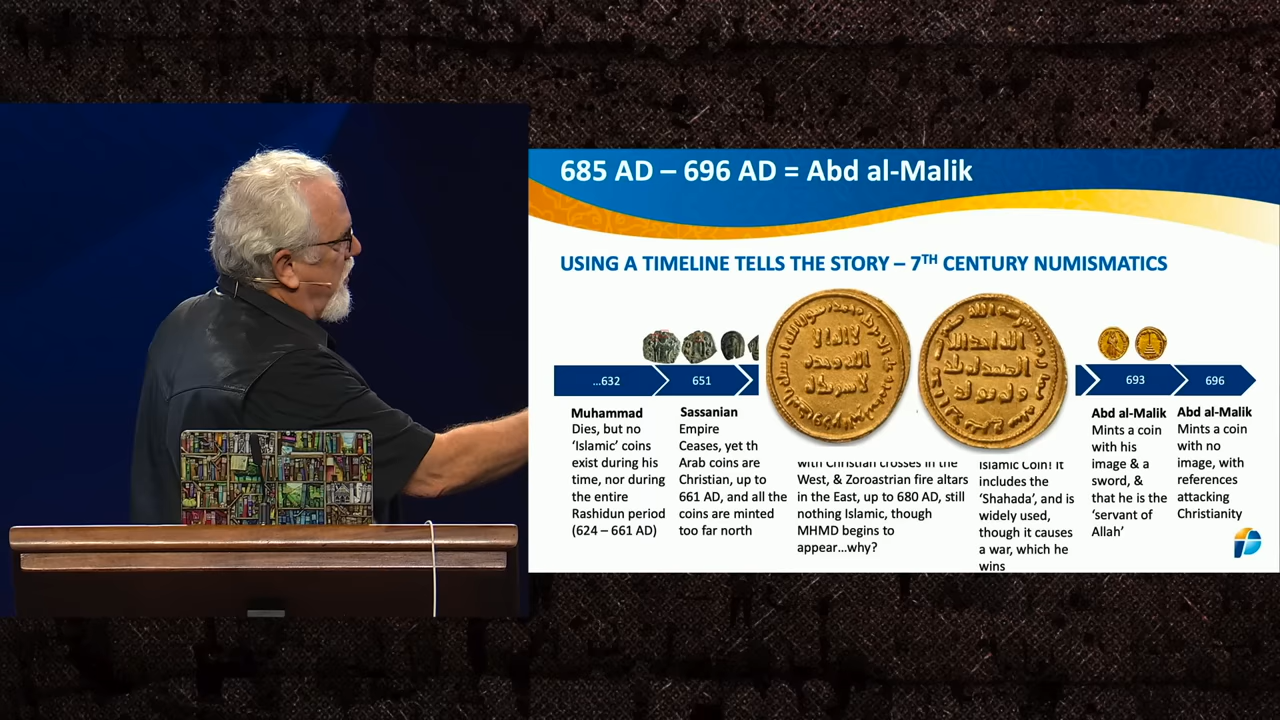 685 AD – 696 AD = Abd al-Malik
USING A TIMELINE TELLS THE STORY – 7TH CENTURY NUMISMATICS
...632
651
693
696
Muhammad
Dies, but no
‘Islamic’ coins
exist during his
time, nor during
the entire
Rashidun period
(624 – 661 AD)
Sassanian
Empire
Ceases, yet th
Arab coins are
Christian, up to
661 AD, and all the
coins are minted
too far north
with Christian crosses in the
West, & Zoroastrian fire altars
in the East, up to 680 AD, still
nothing Islamic, though
MHMD begins to
appear...why?
Islamic Coin! It
includes the
‘Shahada’, and is
widely used,
though it causes
a war, which he
wins
Abd al-Malik
Mints a coin
with his
image & a
sword, &
that he is the
‘servant of
Allah’
Abd al-Malik
Mints a coin
with no
image, with
references
attacking
Christianity